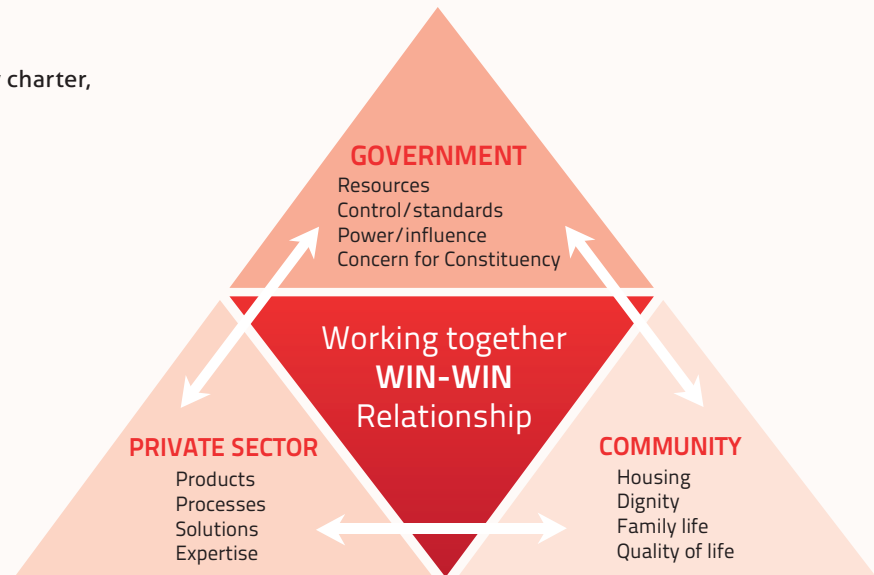 charter,
GOVERNMENT
Resources
Control/standards
Power/influence
Concern for Constituency
Working together
WIN-WIN
Relationship
PRIVATE SECTOR
Products
Processes
Solutions
Expertise
COMMUNITY
Housing
Dignity
Family life
Quality of life